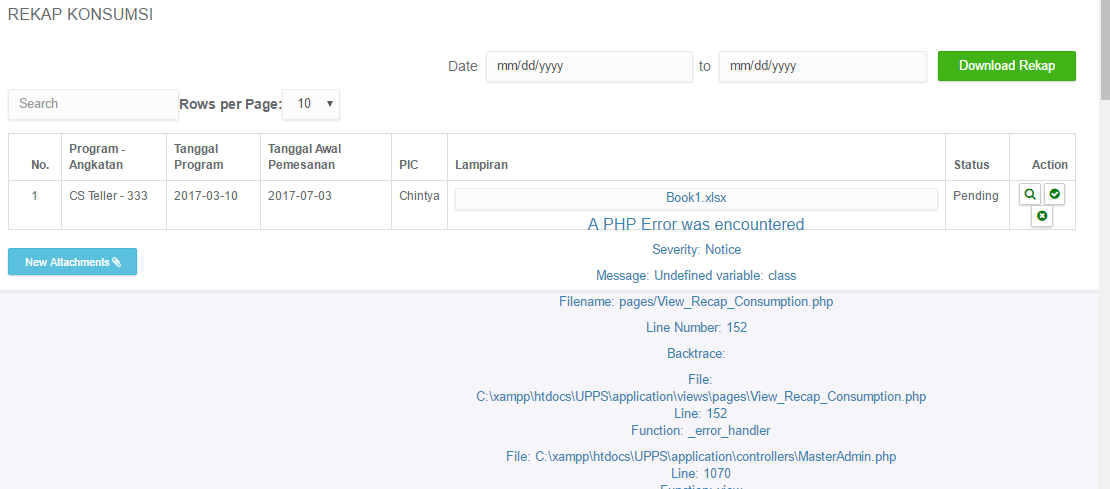 REKAP KONSUMSI
Date mm/dd/yyyy to mm/dd/yyyy Download Rekap
Search Rows per Page: 10
No. Program - Angkatan Tanggal Program Tanggal Awal Pemesanan PIC Lampiran Status Action
1 CS Teller - 333 2017-03-10 2017-07-03 Chintya Book1.xlsx Pending
A PHP Error was encountered
New Attachments
Severity: Notice
Message: Undefined variable: class
Filename: pages/View_Recap_Consumption.php
Line Number: 152
Backtrace:
File:
C:\xampp\htdocs\UPPS\application\views\pages\View_Recap_Consumption.php
Line: 152
Function: _error_handler
File: C:\xampp\htdocs\UPPS\application\controllers\MasterAdmin.php
Line: 1070
Function: view